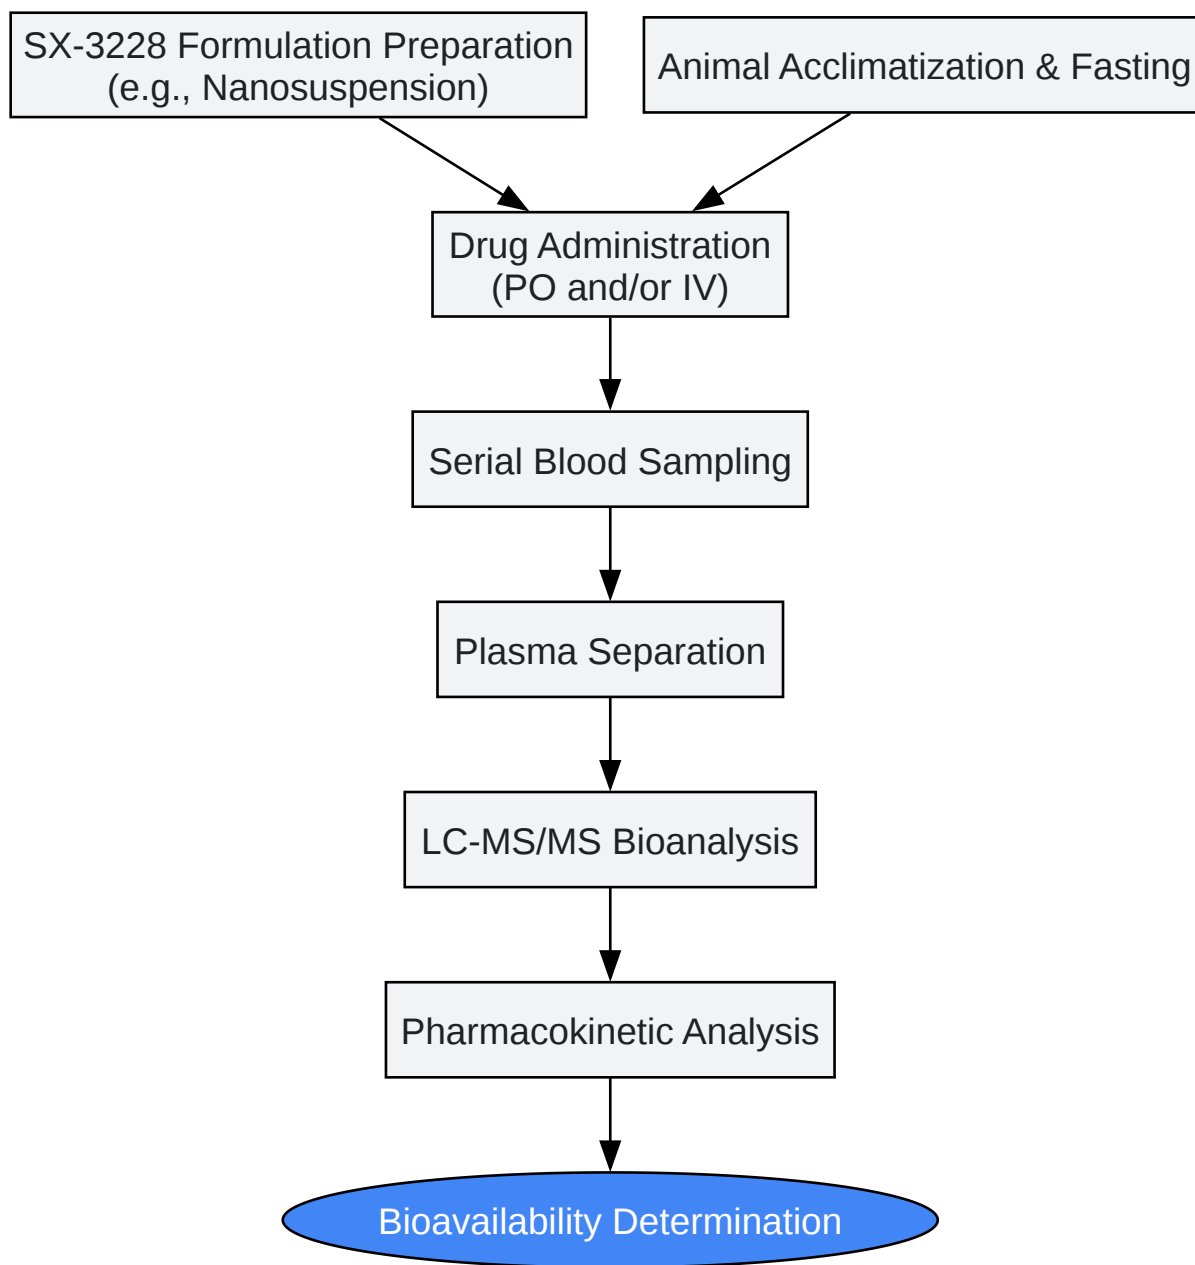 SX-3228 Formulation Preparation
(e.g., Nanosuspension)
Animal Acclimatization & Fasting
Drug Administration
(PO and/or IV)
Serial Blood Sampling
Plasma Separation
LC-MS/MS Bioanalysis
Pharmacokinetic Analysis
Bioavailability Determination